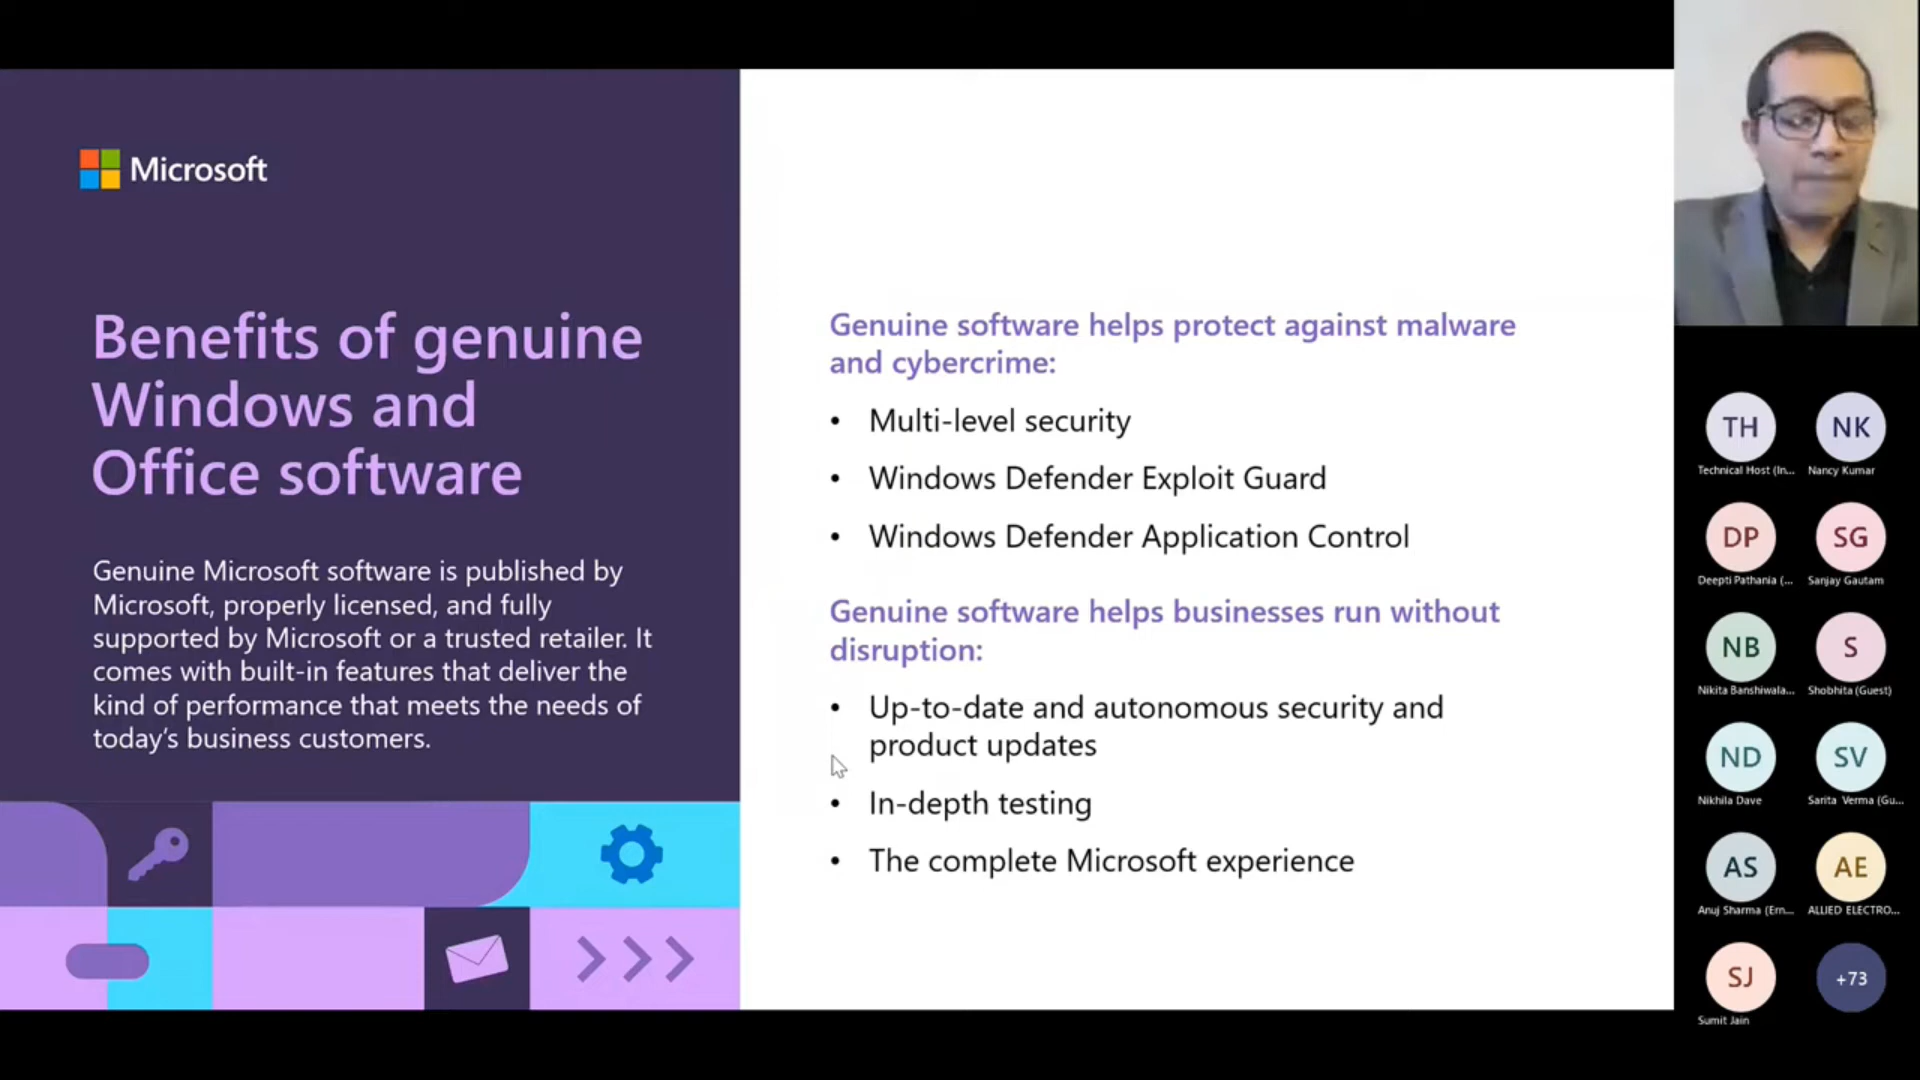 Microsoft
Benefits of genuine
Windows and
Office software
Genuine Microsoft software is published by
Microsoft, properly licensed, and fully
supported by Microsoft or a trusted retailer. It
comes with built-in features that deliver the
kind of performance that meets the needs of
today's business customers.
Genuine software helps protect against malware
and cybercrime:
• Multi-level security
• Windows Defender Exploit Guard
• Windows Defender Application Control
Genuine software helps businesses run without
disruption:
• Up-to-date and autonomous security and
product updates
• In-depth testing
• The complete Microsoft experience
TH NK
Technical Host (In... Nancy Kumar
DP SG
Deepti Pathania (... Sanjay Gautam
NB S
Nikita Banshiwala... Shobhita (Guest)
ND SV
Nikhila Dave Sarita Verma (Gu...
AS AE
Anuj Sharma (Ern... ALLIED ELECTRO...
SJ +73
Sumit Jain